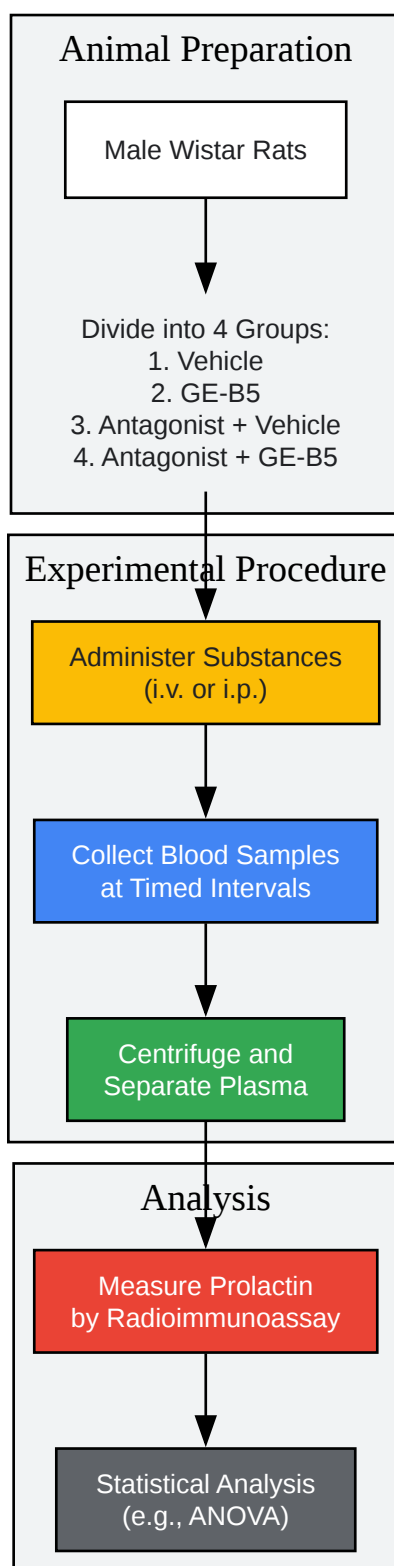 Animal Preparation
Male Wistar Rats
Divide into 4 Groups:
1. Vehicle
2. GE-B5
3. Antagonist + Vehicle
4. Antagonist + GE-B5
Experimental Procedure
Administer Substances
(i.v. or i.p.)
Collect Blood Samples
at Timed Intervals
Centrifuge and
Separate Plasma
Analysis
Measure Prolactin
by Radioimmunoassay
Statistical Analysis
(e.g., ANOVA)